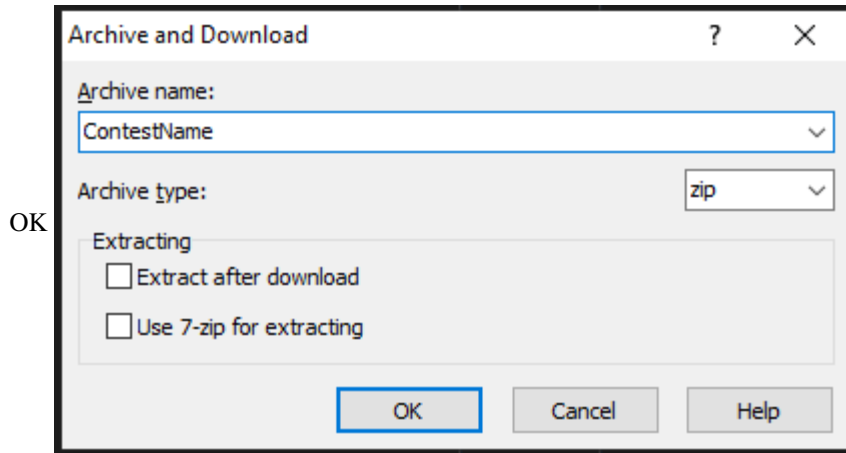 Archive and Download ?
Archive name:
ContestName
Archive type: zip
OK
Extracting
Extract after download
Use 7-zip for extracting
OK Cancel Help